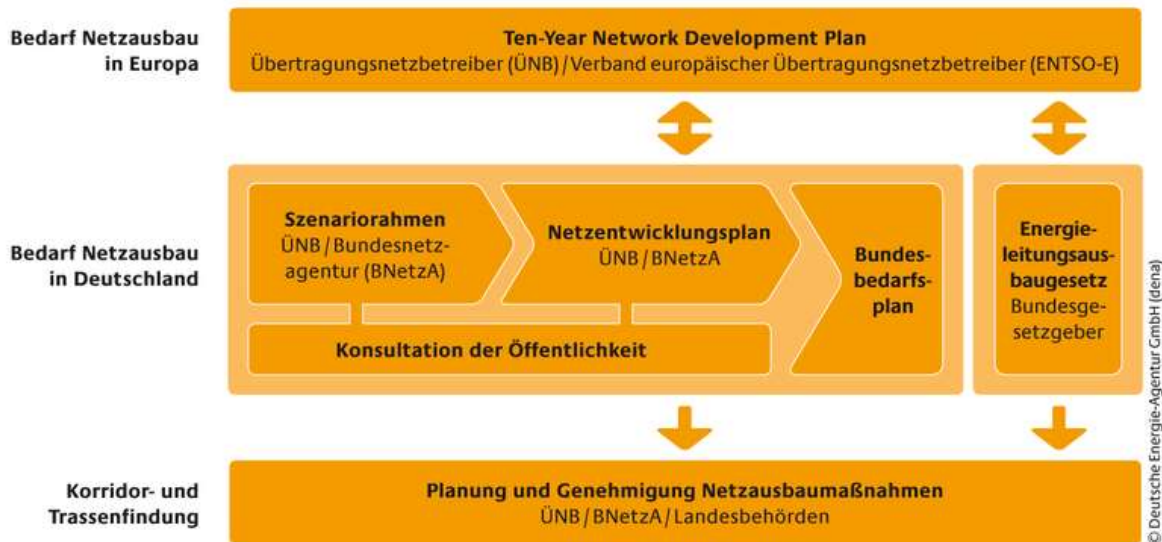 Bedarf Netzausbau
in Europa
Ten-Year Network Development Plan
Übertragungsnetzbetreiber (ÜNB) / Verband europäischer Übertragungsnetzbetreiber (ENTSO-E)
Bedarf Netzausbau
in Deutschland
Szenariorahmen
ÜNB / Bundesnetz-
agentur (BNetzA)
Netzentwicklungsplan
ÜNB / BNetzA
Konsultation der Öffentlichkeit
Bundes-
bedarfs-
plan
Energie-
leitungsaus-
baugesetz
Bundesge-
setzgeber
Korridor- und
Trassenfindung
Planung und Genehmigung Netzausbaumaßnahmen
ÜNB / BNetzA / Landesbehörden
© Deutsche Energie-Agentur GmbH (dena)